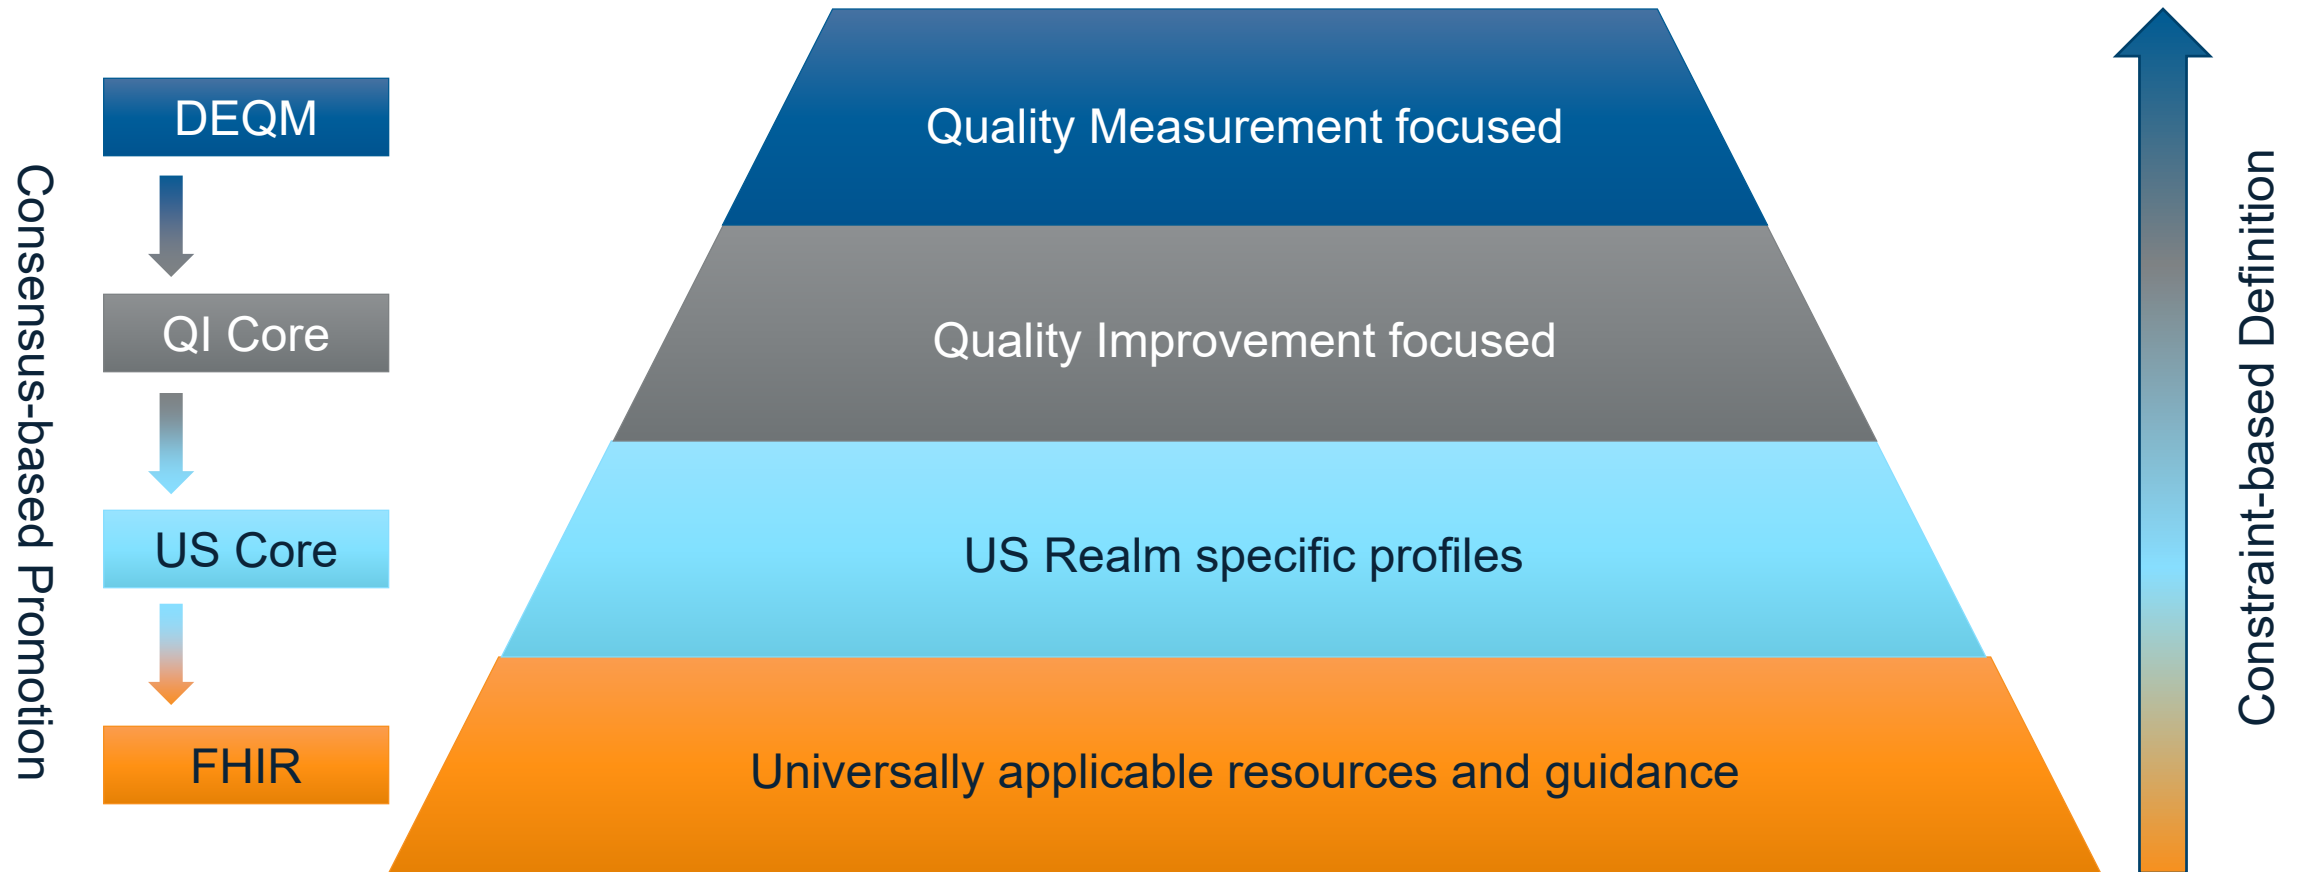 Consensus-based Promotion
DEQM
Quality Measurement focused
QI Core
Quality Improvement focused
US Core
US Realm specific profiles
FHIR
Universally applicable resources and guidance
Constraint-based Definition